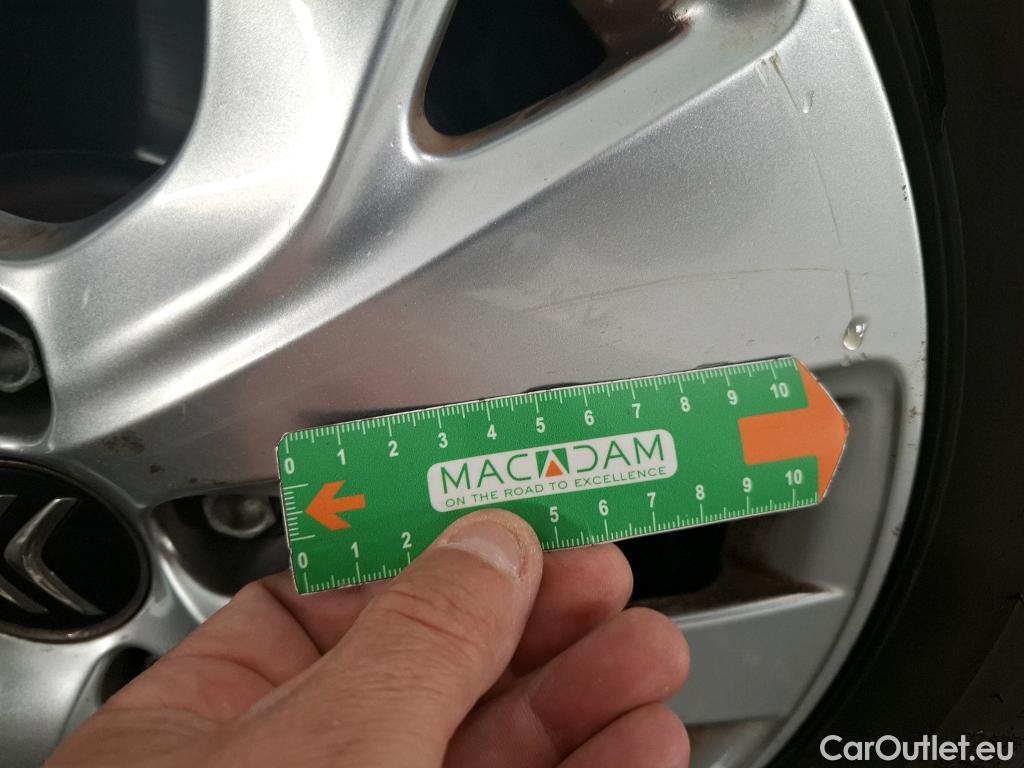 0 1 2 3 4 5 6 7 8 9 10
MACADAM
ON THE ROAD TO EXCELLENCE
0 1 2 5 6 7 8 9 10
CarOutlet.eu